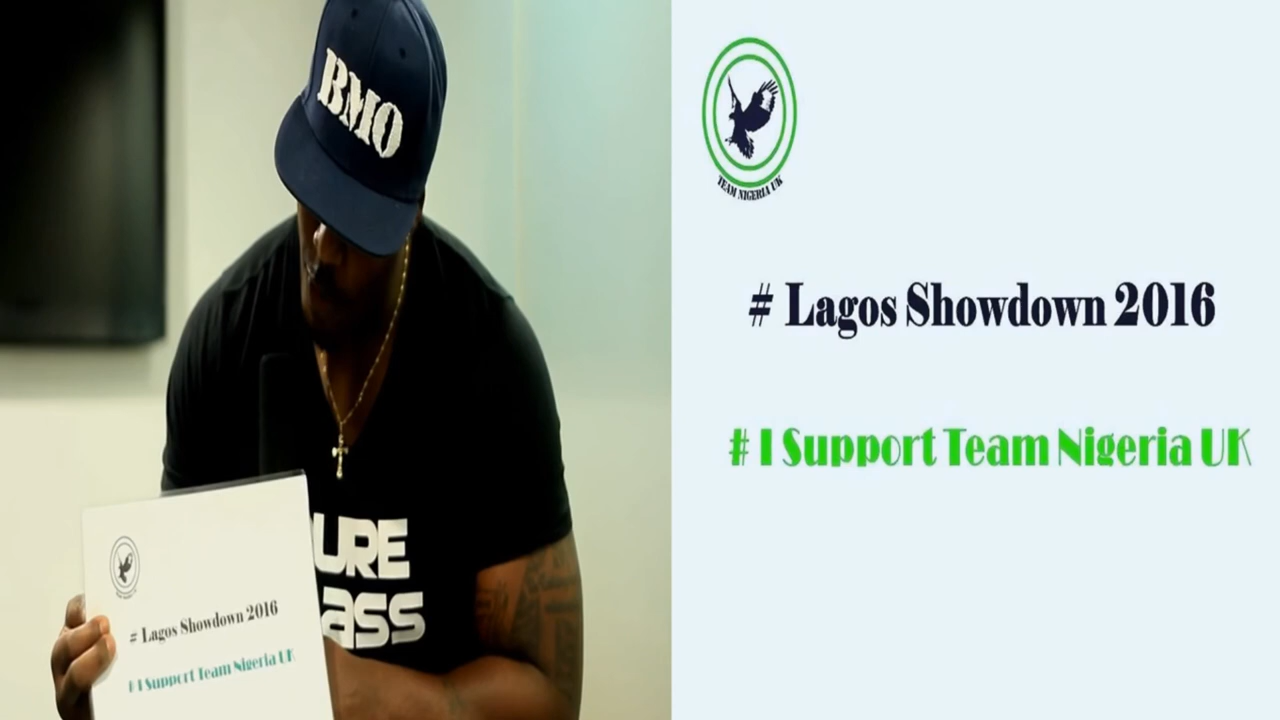 BMO
URE
ASS
# Lagos Showdown 2016
# I Support Team Nigeria UK
TEAM NIGERIA UK
# Lagos Showdown 2016
# I Support Team Nigeria UK